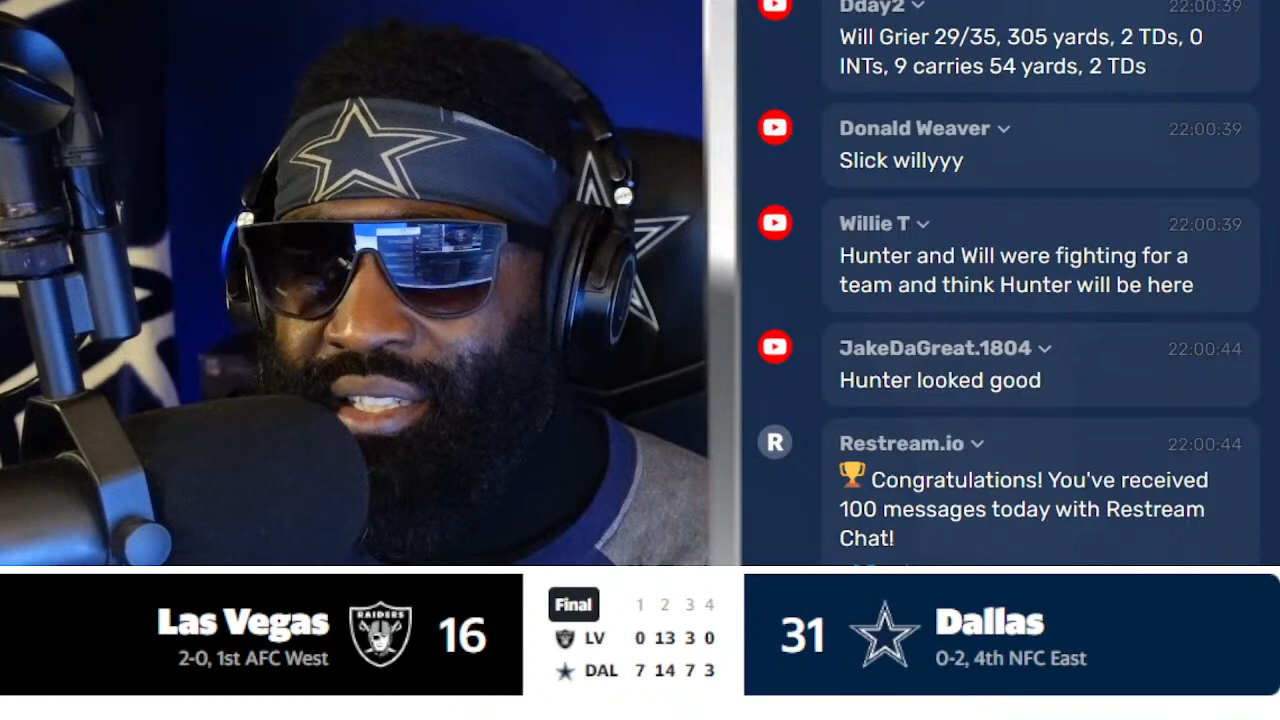 Dday2
22:00:39
Will Grier 29/35, 305 yards, 2 TDs, 0
INTs, 9 carries 54 yards, 2 TDs
Donald Weaver
22:00:39
Slick willyyy
Willie T
22:00:39
Hunter and Will were fighting for a
team and think Hunter will be here
JakeDaGreat.1804
22:00:44
Hunter looked good
R
Restream.io
22:00:44
🏆 Congratulations! You've received
100 messages today with Restream
Chat!
Las Vegas
2-0, 1st AFC West
RAIDERS
16
Final 1 2 3 4
LV 0 13 3 0
DAL 7 14 7 3
31
Dallas
0-2, 4th NFC East